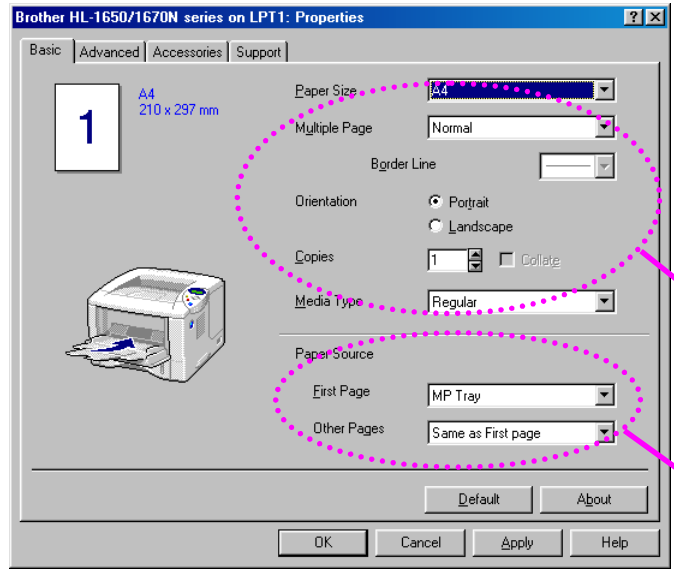 Brother HL-1650/1670N series on LPT1: Properties
Basic Advanced Accessories Support
1
A4
210 x 297 mm
Paper Size A4
Multiple Page Normal
Border Line
Orientation Portrait
Landscape
Copies 1 Collate
Media Type Regular
Paper Source
First Page MP Tray
Other Pages Same as First page
Default About
OK Cancel Apply Help